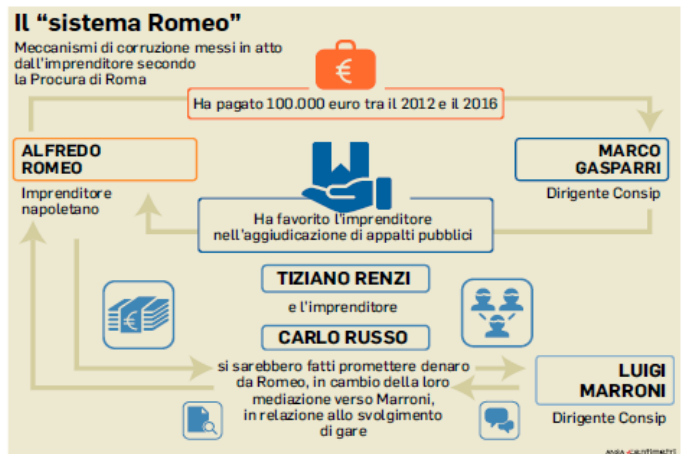 Il “sistema Romeo”
Meccanismi di corruzione messi in atto
dall'imprenditore secondo
la Procura di Roma
€
Ha pagato 100.000 euro tra il 2012 e il 2016
ALFREDO
ROMEO
Imprenditore
napoletano
MARCO
GASPARRI
Dirigente Consip
Ha favorito l'imprenditore
nell'aggiudicazione di appalti pubblici
TIZIANO RENZI
e l'imprenditore
CARLO RUSSO
€
si sarebbero fatti promettere denaro
da Romeo, in cambio della loro
mediazione verso Marroni,
in relazione allo svolgimento
di gare
LUIGI
MARRONI
Dirigente Consip
ANSA centimetri